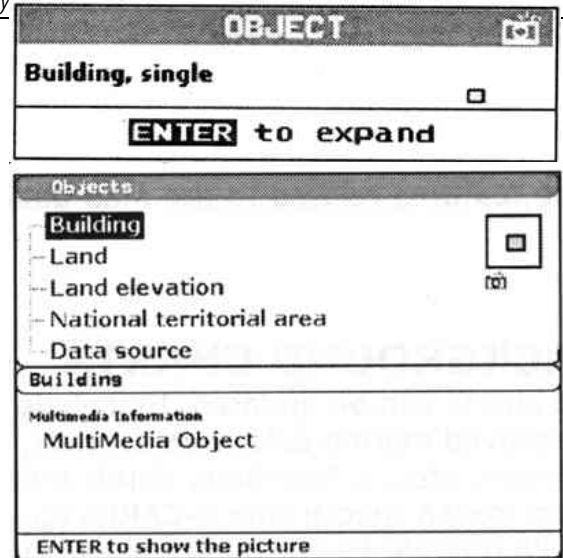 y
OBJECT
Building, single
ENTER to expand
Objects
Building
Land
Land elevation
National territorial area
Data source
Building
Multimedia Information
MultiMedia Object
ENTER to show the picture